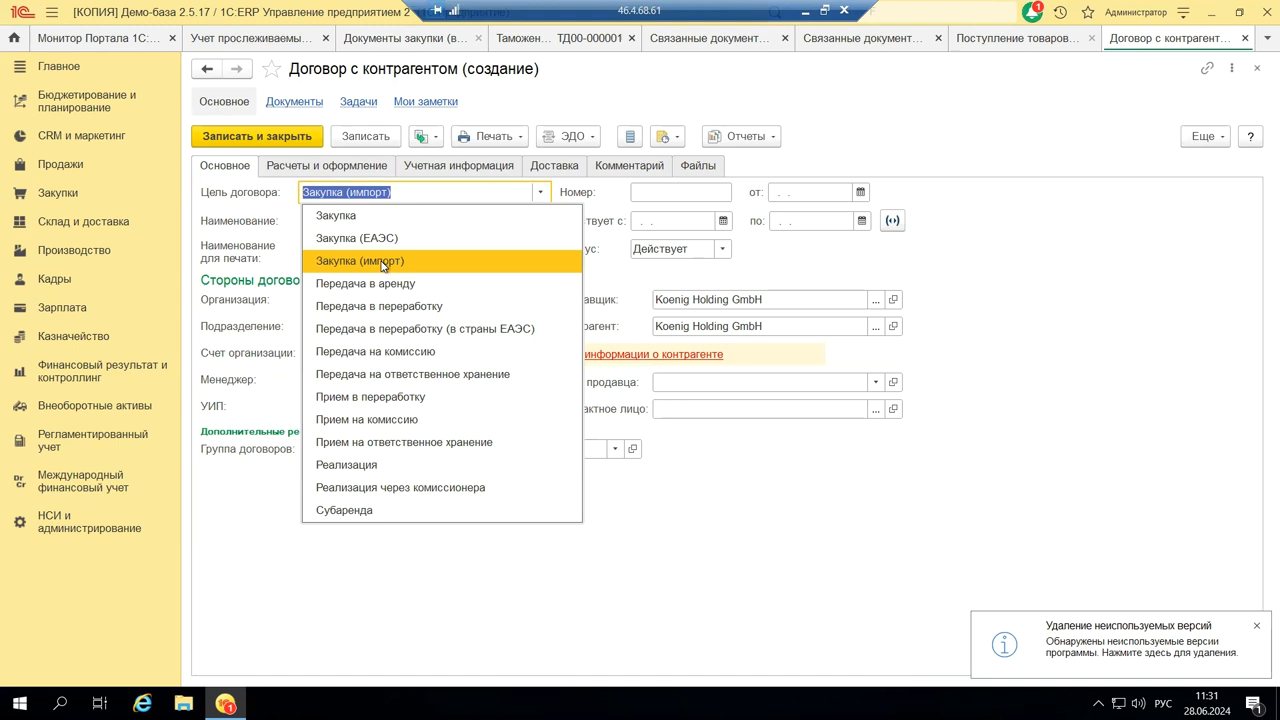 [КОПИЯ] Демо-база 2.5.17 / 1С:ERP Управление предприятием 2
46.4.68.61
Администратор
Монитор Портала 1С:...
Учет прослеживаемы...
Документы закупки (в...
Таможен... ТД00-000001
Связанные документ...
Связанные документ...
Поступление товаров...
Договор с контрагент...
Главное
Бюджетирование и
планирование
CRM и маркетинг
Продажи
Закупки
Склад и доставка
Производство
Кадры
Зарплата
Казначейство
Финансовый результат и
контроллинг
Внеоборотные активы
Регламентированный
учет
Международный
финансовый учет
НСИ и
администрирование
Договор с контрагентом (создание)
Основное
Документы
Задачи
Мои заметки
Записать и закрыть
Записать
Печать
ЭДО
Отчеты
Еще
?
Основное
Расчеты и оформление
Учетная информация
Доставка
Комментарий
Файлы
Цель договора:
Закупка (импорт)
Номер:
от:
. .
Наименование:
твует с:
. .
по:
. .
Наименование
для печати:
ус:
Действует
Стороны догово
Организация:
авщик:
Koenig Holding GmbH
Подразделение:
агент:
Koenig Holding GmbH
Счет организации:
информации о контрагенте
Менеджер:
продавца:
УИП:
актное лицо:
Дополнительные ре
Группа договоров:
Закупка
Закупка (ЕАЭС)
Закупка (импорт)
Передача в аренду
Передача в переработку
Передача в переработку (в страны ЕАЭС)
Передача на комиссию
Передача на ответственное хранение
Прием в переработку
Прием на комиссию
Прием на ответственное хранение
Реализация
Реализация через комиссионера
Субаренда
Удаление неиспользуемых версий
Обнаружены неиспользуемые версии
программы. Нажмите здесь для удаления.
РУС
11:31
28.06.2024